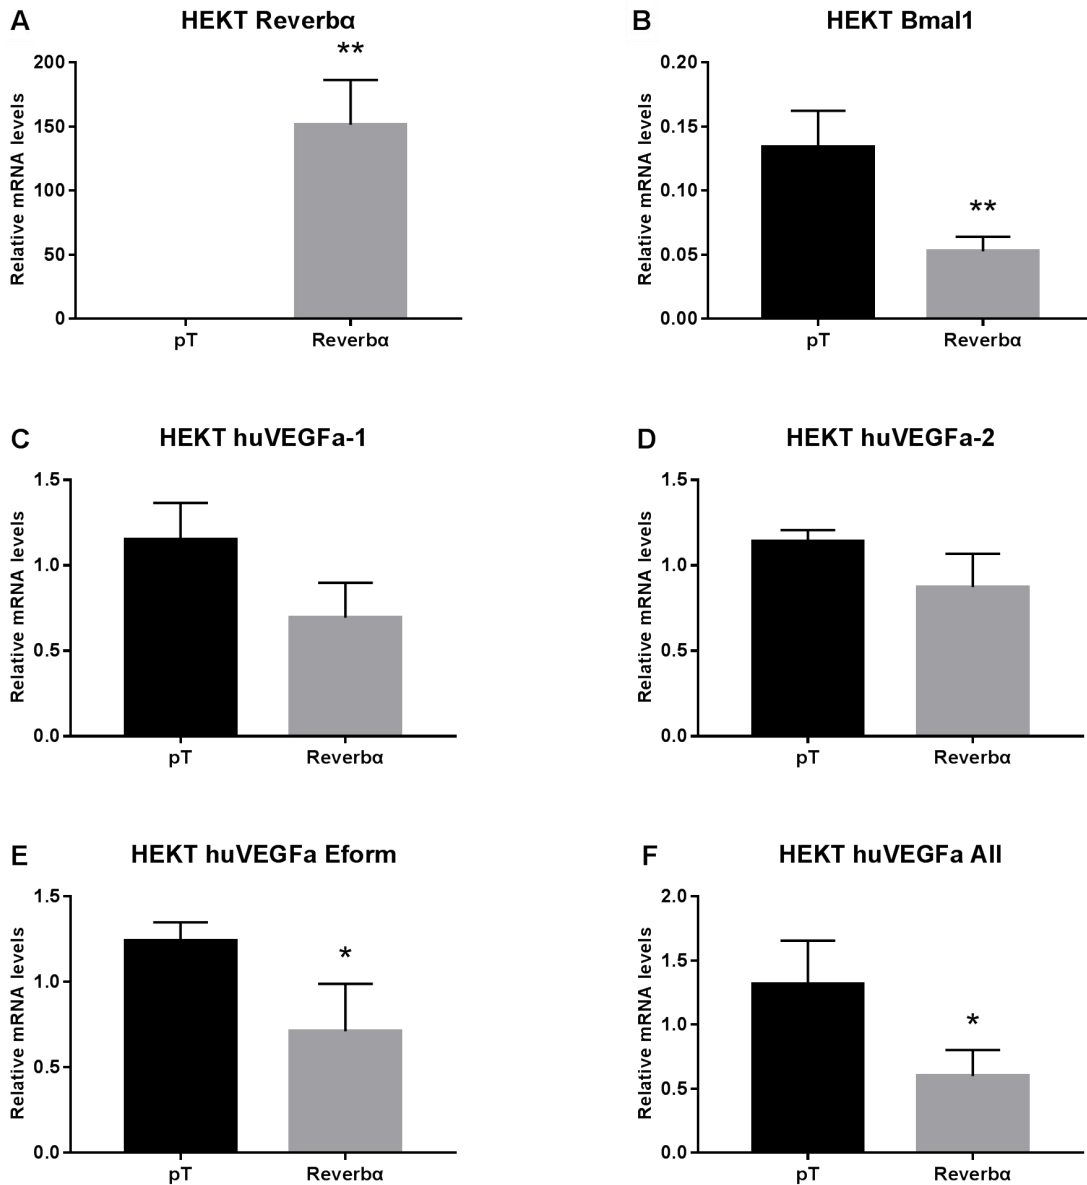 A
HEKT Reverbα
**
Relative mRNA levels
200
150
100
50
0
pT
Reverbα
B
HEKT Bmal1
Relative mRNA levels
0.20
0.15
0.10
0.05
0.00
**
pT
Reverbα
C
HEKT huVEGFa-1
Relative mRNA levels
1.5
1.0
0.5
0.0
pT
Reverbα
D
HEKT huVEGFa-2
Relative mRNA levels
1.5
1.0
0.5
0.0
pT
Reverbα
E
HEKT huVEGFa Eform
Relative mRNA levels
1.5
1.0
0.5
0.0
*
pT
Reverbα
F
HEKT huVEGFa All
Relative mRNA levels
2.0
1.5
1.0
0.5
0.0
*
pT
Reverbα